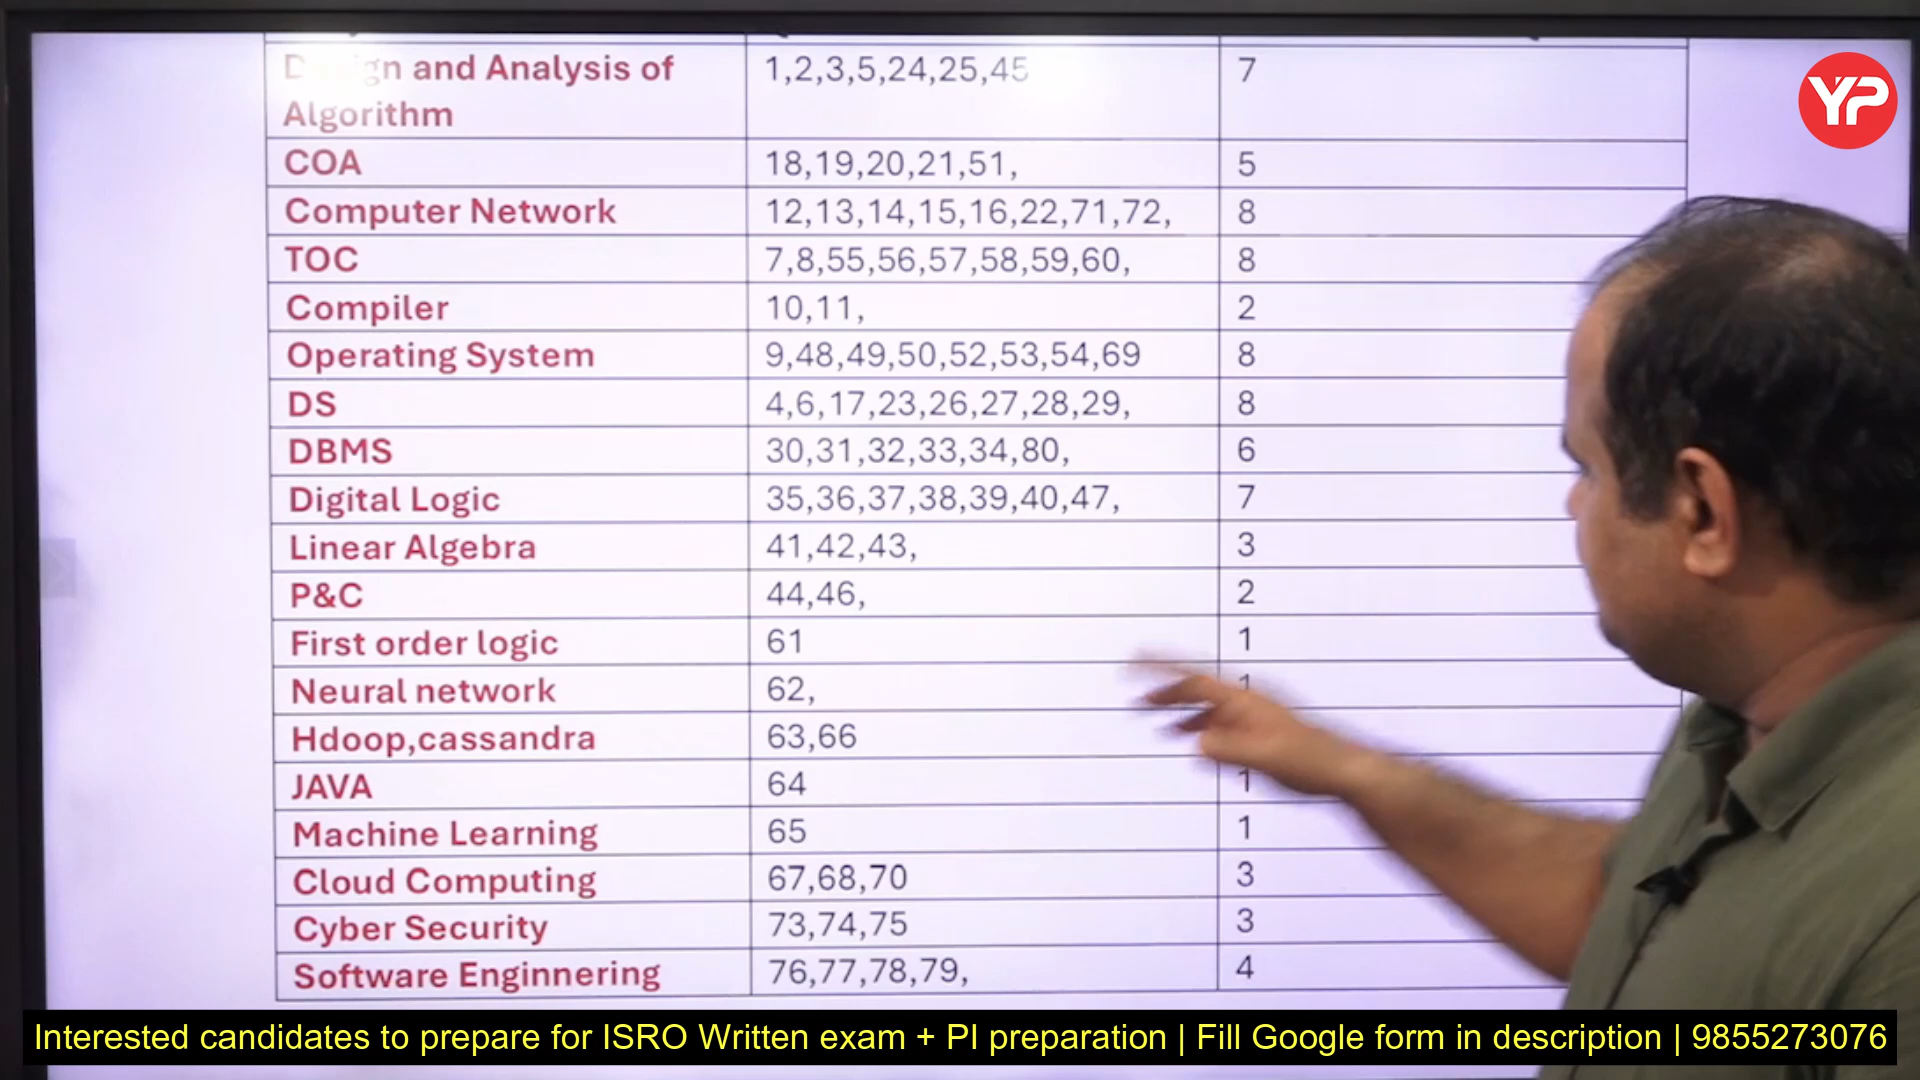 Design and Analysis of Algorithm 1,2,3,5,24,25,45 7
COA 18,19,20,21,51, 5
Computer Network 12,13,14,15,16,22,71,72, 8
TOC 7,8,55,56,57,58,59,60, 8
Compiler 10,11, 2
Operating System 9,48,49,50,52,53,54,69 8
DS 4,6,17,23,26,27,28,29, 8
DBMS 30,31,32,33,34,80, 6
Digital Logic 35,36,37,38,39,40,47, 7
Linear Algebra 41,42,43, 3
P&C 44,46, 2
First order logic 61 1
Neural network 62, 1
Hdoop,cassandra 63,66
JAVA 64 1
Machine Learning 65 1
Cloud Computing 67,68,70 3
Cyber Security 73,74,75 3
Software Enginnering 76,77,78,79, 4
YP
Interested candidates to prepare for ISRO Written exam + PI preparation | Fill Google form in description | 9855273076